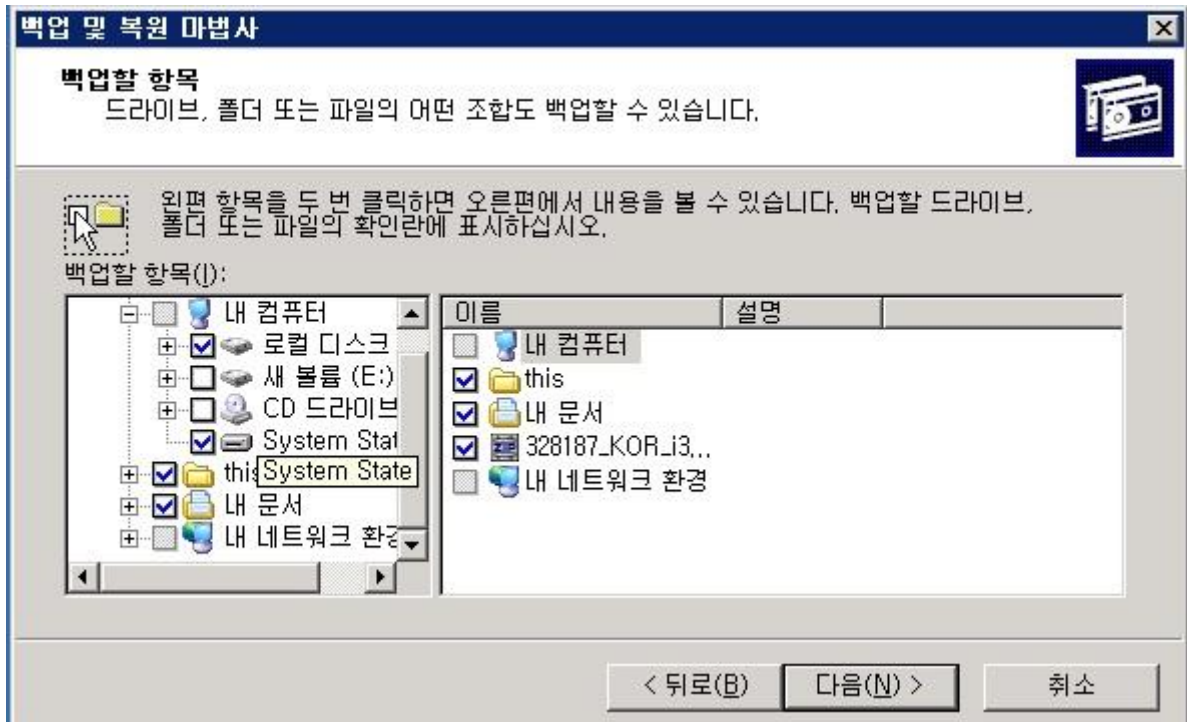 백업 및 복원 마법사
백업할 항목
드라이브, 폴더 또는 파일의 어떤 조합도 백업할 수 있습니다.
왼편 항목을 두 번 클릭하면 오른편에서 내용을 볼 수 있습니다. 백업할 드라이브,
폴더 또는 파일의 확인란에 표시하십시오.
백업할 항목(I):
내 컴퓨터
로컬 디스크
새 볼륨 (E:)
CD 드라이브
System Stat
this
System State
내 문서
내 네트워크 환경
이름 설명
내 컴퓨터
this
내 문서
328187_KOR_i3,,,
내 네트워크 환경
< 뒤로(B) 다음(N) > 취소